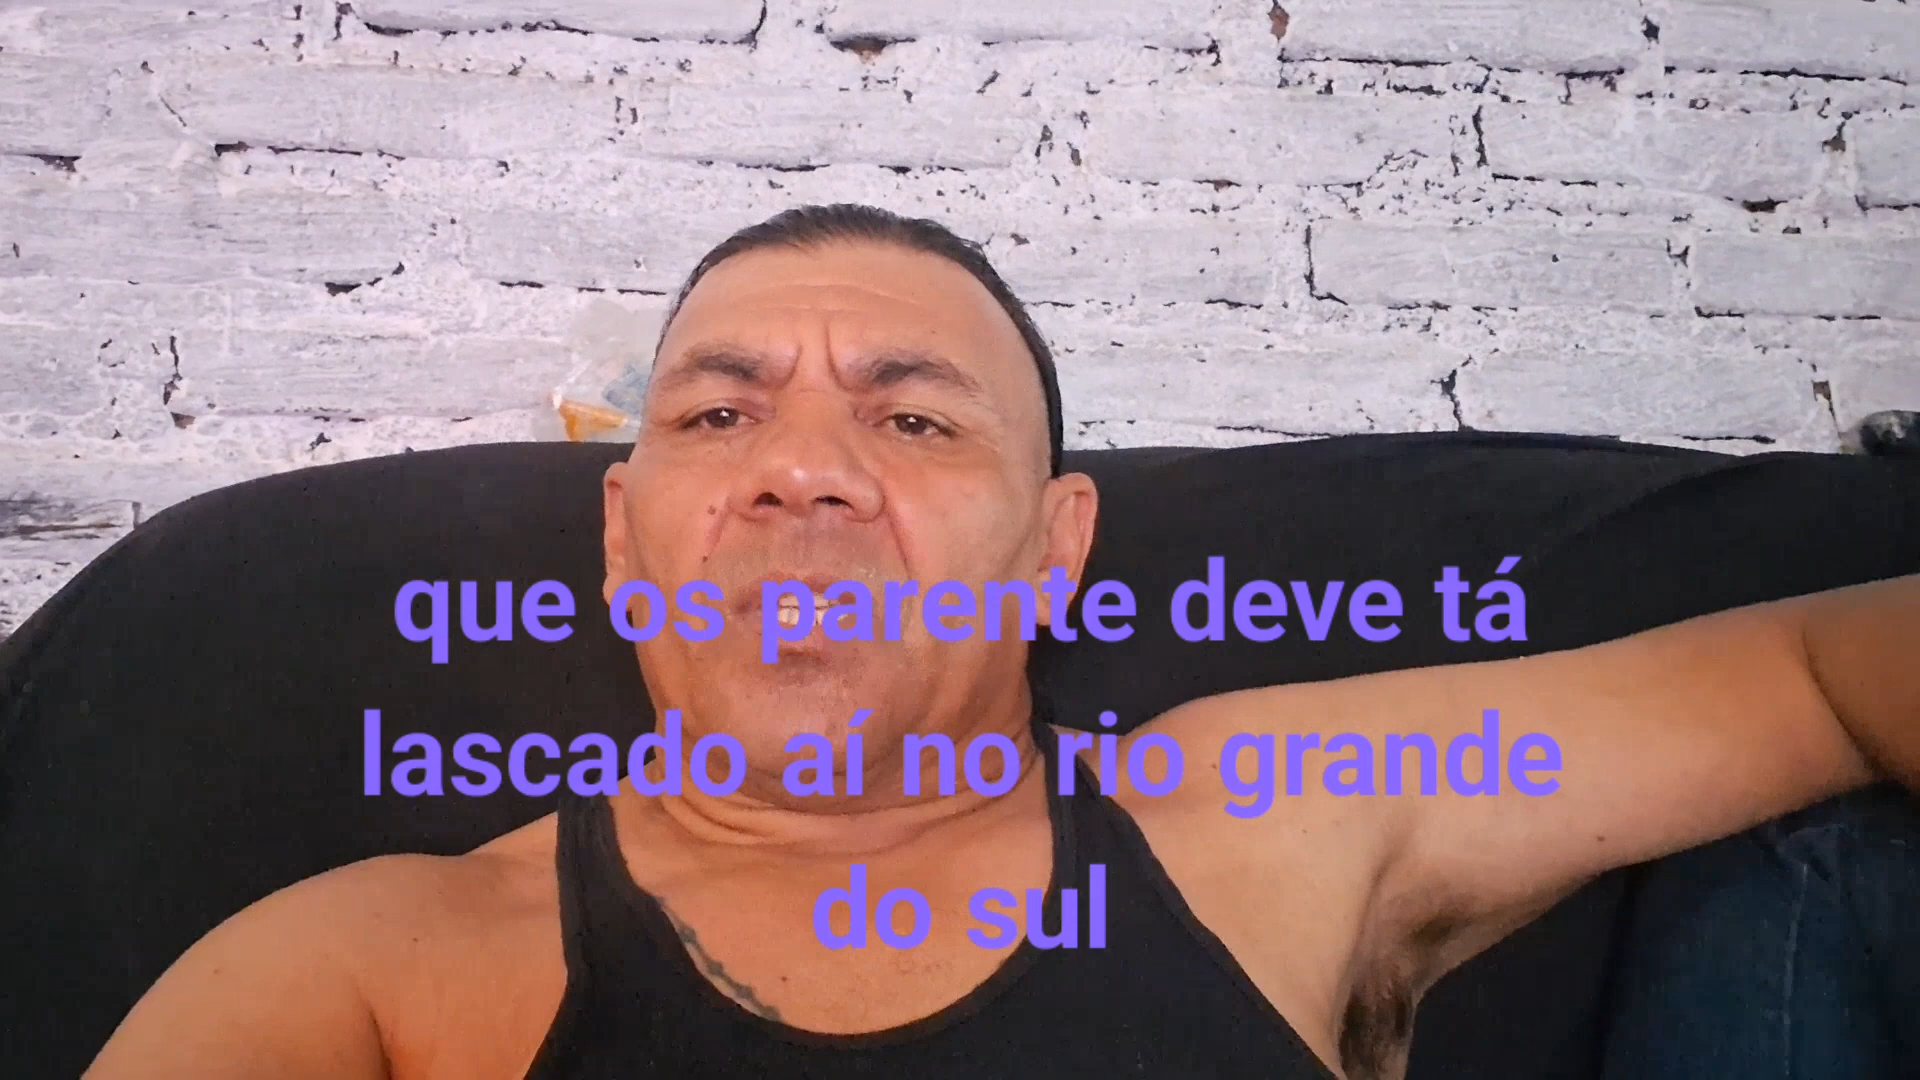 que os parente deve tá
lascado aí no rio grande
do sul